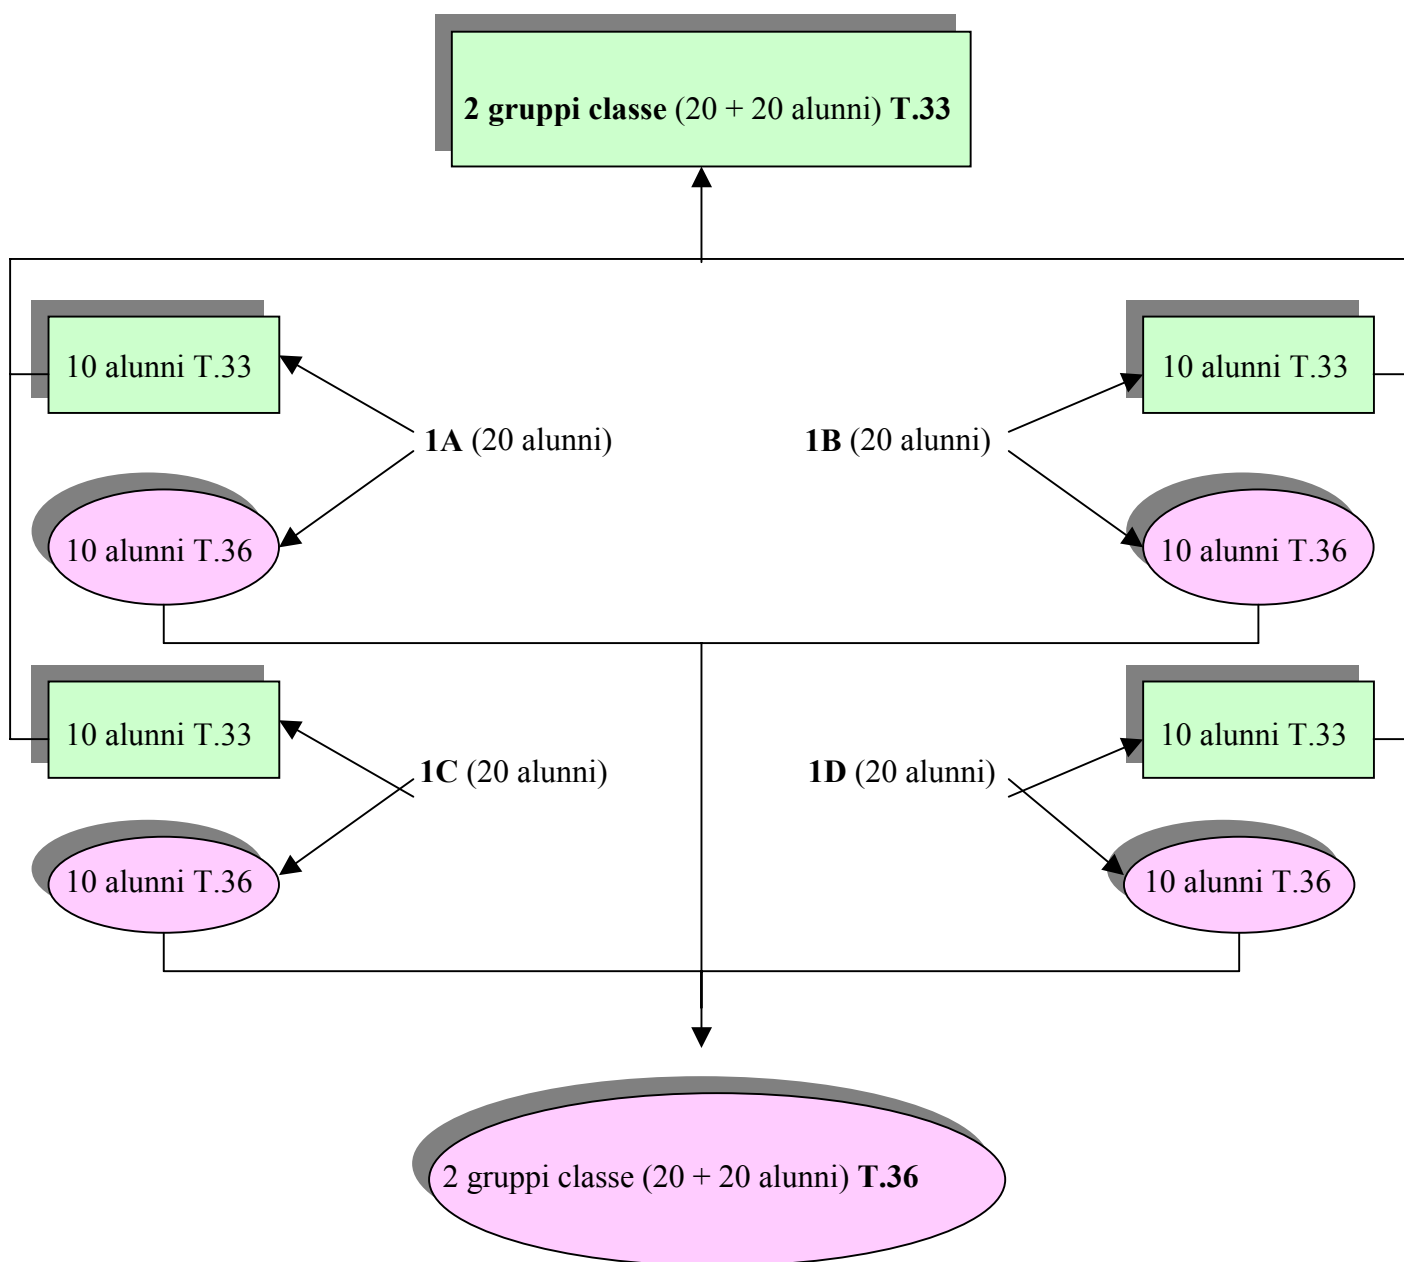 2 gruppi classe (20 + 20 alunni) T.33
10 alunni T.33
10 alunni T.33
1A (20 alunni)
1B (20 alunni)
10 alunni T.36
10 alunni T.36
10 alunni T.33
10 alunni T.33
1C (20 alunni)
1D (20 alunni)
10 alunni T.36
10 alunni T.36
2 gruppi classe (20 + 20 alunni) T.36